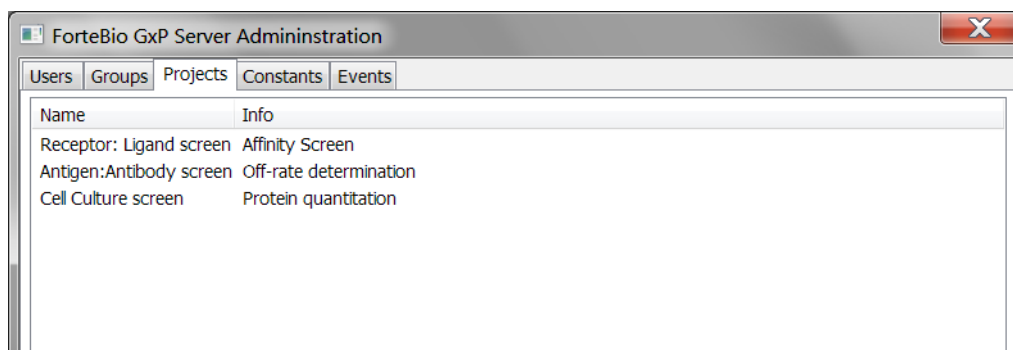 ForteBio GxP Server Admininstration
Users Groups Projects Constants Events
Name Info
Receptor: Ligand screen Affinity Screen
Antigen:Antibody screen Off-rate determination
Cell Culture screen Protein quantitation